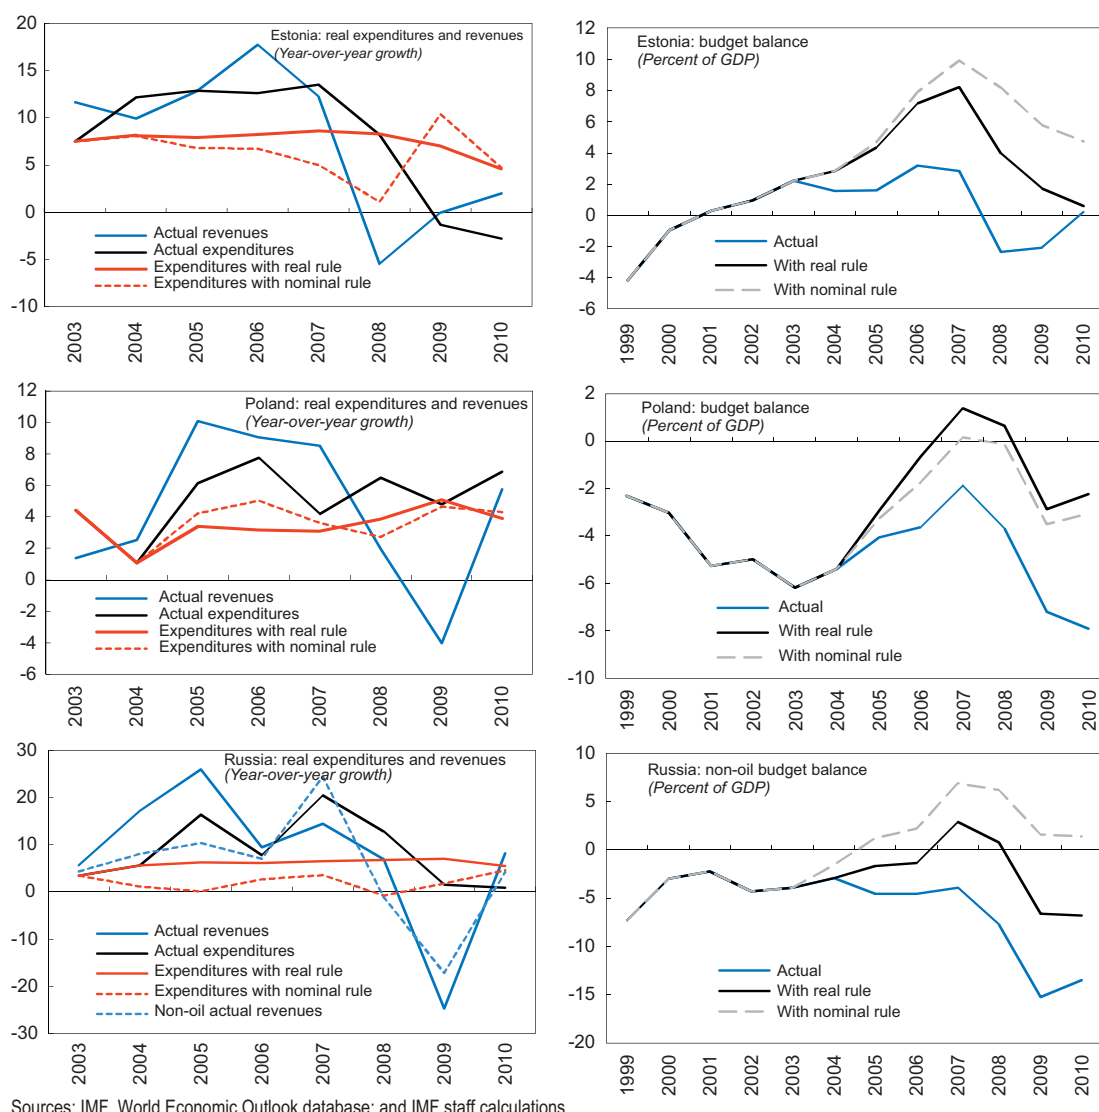 Estonia: real expenditures and revenues
(Year-over-year growth)
20
15
10
5
0
-5
-10
Actual revenues
Actual expenditures
Expenditures with real rule
Expenditures with nominal rule
2003 2004 2005 2006 2007 2008 2009 2010
Estonia: budget balance
(Percent of GDP)
12
10
8
6
4
2
0
-2
-4
-6
Actual
With real rule
With nominal rule
1999 2000 2001 2002 2003 2004 2005 2006 2007 2008 2009 2010
Poland: real expenditures and revenues
(Year-over-year growth)
12
10
8
6
4
2
0
-2
-4
-6
Actual revenues
Actual expenditures
Expenditures with real rule
Expenditures with nominal rule
2003 2004 2005 2006 2007 2008 2009 2010
Poland: budget balance
(Percent of GDP)
2
0
-2
-4
-6
-8
-10
Actual
With real rule
With nominal rule
1999 2000 2001 2002 2003 2004 2005 2006 2007 2008 2009 2010
Russia: real expenditures and revenues
(Year-over-year growth)
30
20
10
0
-10
-20
-30
Actual revenues
Actual expenditures
Expenditures with real rule
Expenditures with nominal rule
Non-oil actual revenues
2003 2004 2005 2006 2007 2008 2009 2010
Russia: non-oil budget balance
(Percent of GDP)
10
5
0
-5
-10
-15
-20
Actual
With real rule
With nominal rule
1999 2000 2001 2002 2003 2004 2005 2006 2007 2008 2009 2010
Sources: IMF, World Economic Outlook database; and IMF staff calculations